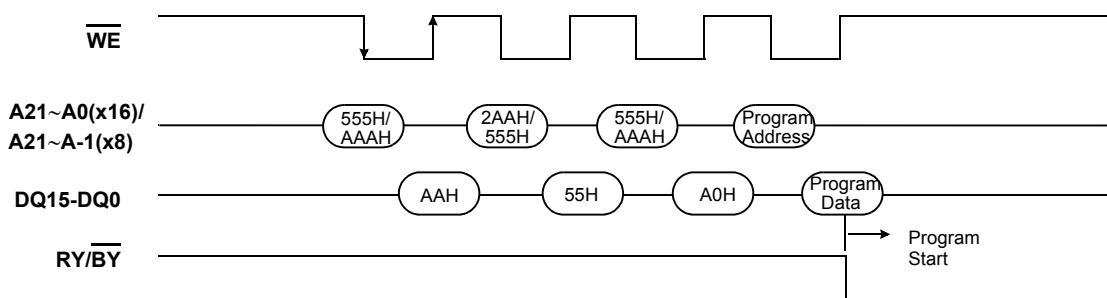 WE
A21~A0(x16)/
A21~A-1(x8)
555H/
AAAH
2AAH/
555H
555H/
AAAH
Program
Address
DQ15-DQ0
AAH
55H
A0H
Program
Data
RY/BY
Program
Start